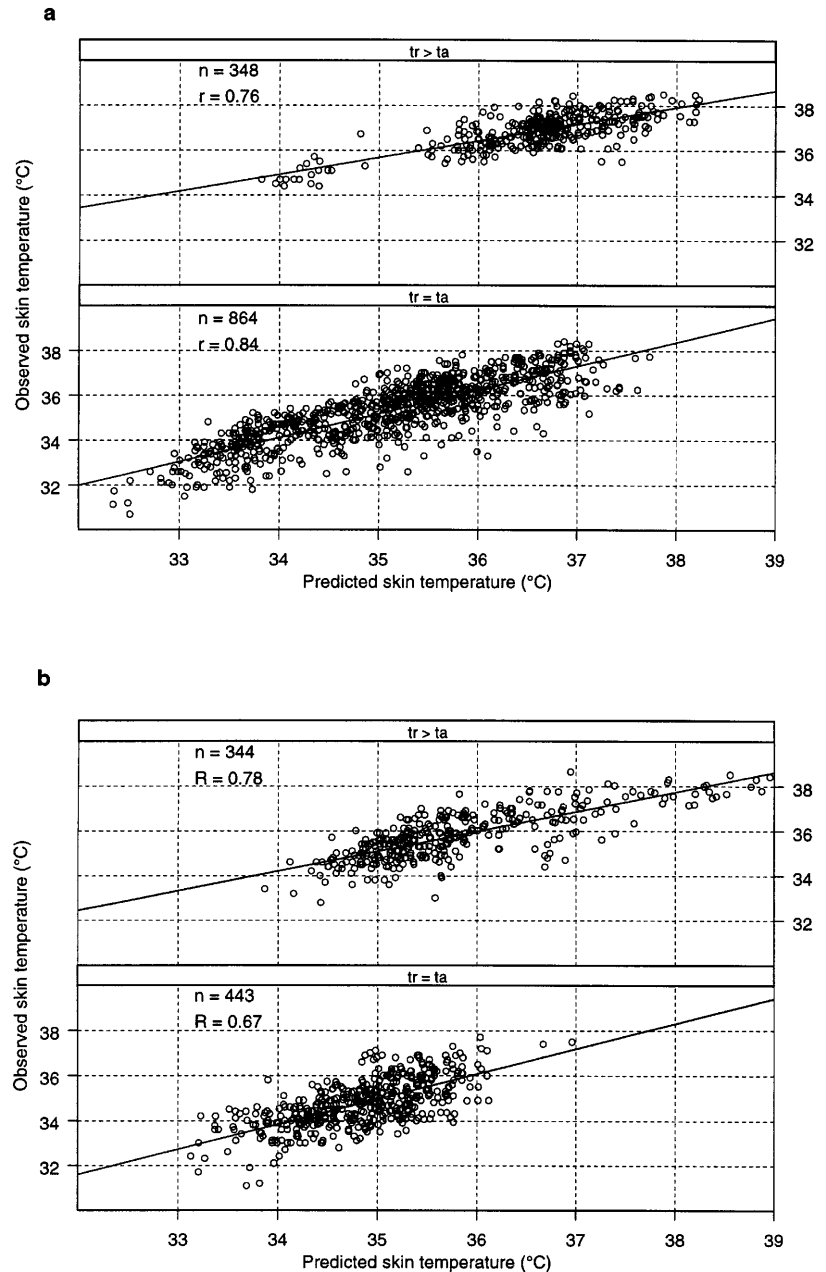 a
tr > ta
n = 348
r = 0.76
38
36
34
32
tr = ta
n = 864
r = 0.84
38
36
34
32
Observed skin temperature (°C)
33 34 35 36 37 38 39
Predicted skin temperature (°C)
b
tr > ta
n = 344
R = 0.78
38
36
34
32
tr = ta
n = 443
R = 0.67
38
36
34
32
Observed skin temperature (°C)
33 34 35 36 37 38 39
Predicted skin temperature (°C)